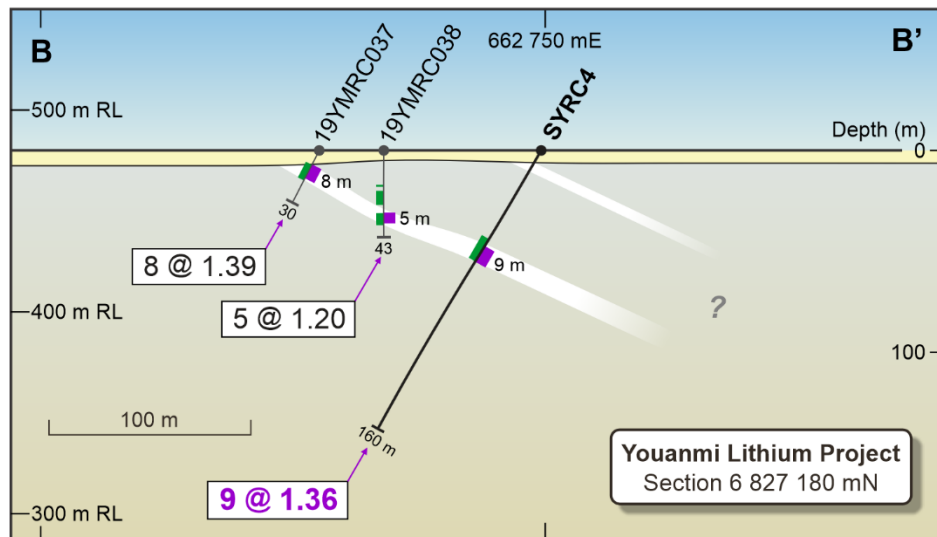 B
B'
662 750 mE
19YMRC037
19YMRC038
SYRC4
500 m RL
Depth (m)
0
8 m
30
5 m
43
9 m
8 @ 1.39
5 @ 1.20
400 m RL
?
100
100 m
160 m
9 @ 1.36
Youanmi Lithium Project
Section 6 827 180 mN
300 m RL